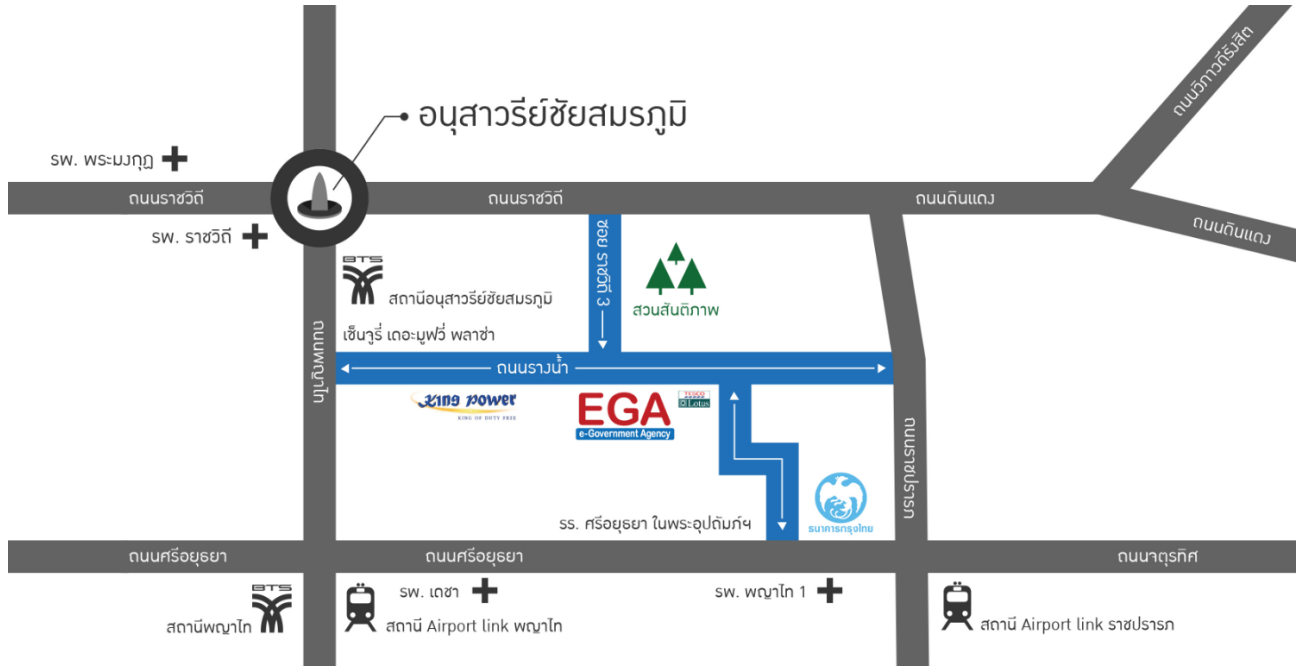 ถนนวิภาวดีรังสิต
อนุสาวรีย์ชัยสมรภูมิ
รพ. พระมงกุฎ
ถนนราชวิถี
ถนนราชวิถี
ถนนดินแดง
ถนนดินแดง
รพ. ราชวิถี
ซอย ราชวิถี 3
BTS
สถานีอนุสาวรีย์ชัยสมรภูมิ
สวนสันติภาพ
เซ็นจูรี่ เดอะมูฟวี่ พลาซ่า
ถนนพญาไท
ถนนรางน้ำ
King Power
KING OF DUTY FREE
EGA
e-Government Agency
TESCO
Lotus
ถนนราชปรารภ
ธนาคารกรุงไทย
รร. ศรีอยุธยา ในพระอุปถัมภ์ฯ
ถนนศรีอยุธยา
ถนนศรีอยุธยา
ถนนจตุรทิศ
BTS
สถานีพญาไท
รพ. เดชา
สถานี Airport link พญาไท
รพ. พญาไท 1
สถานี Airport link ราชปรารภ